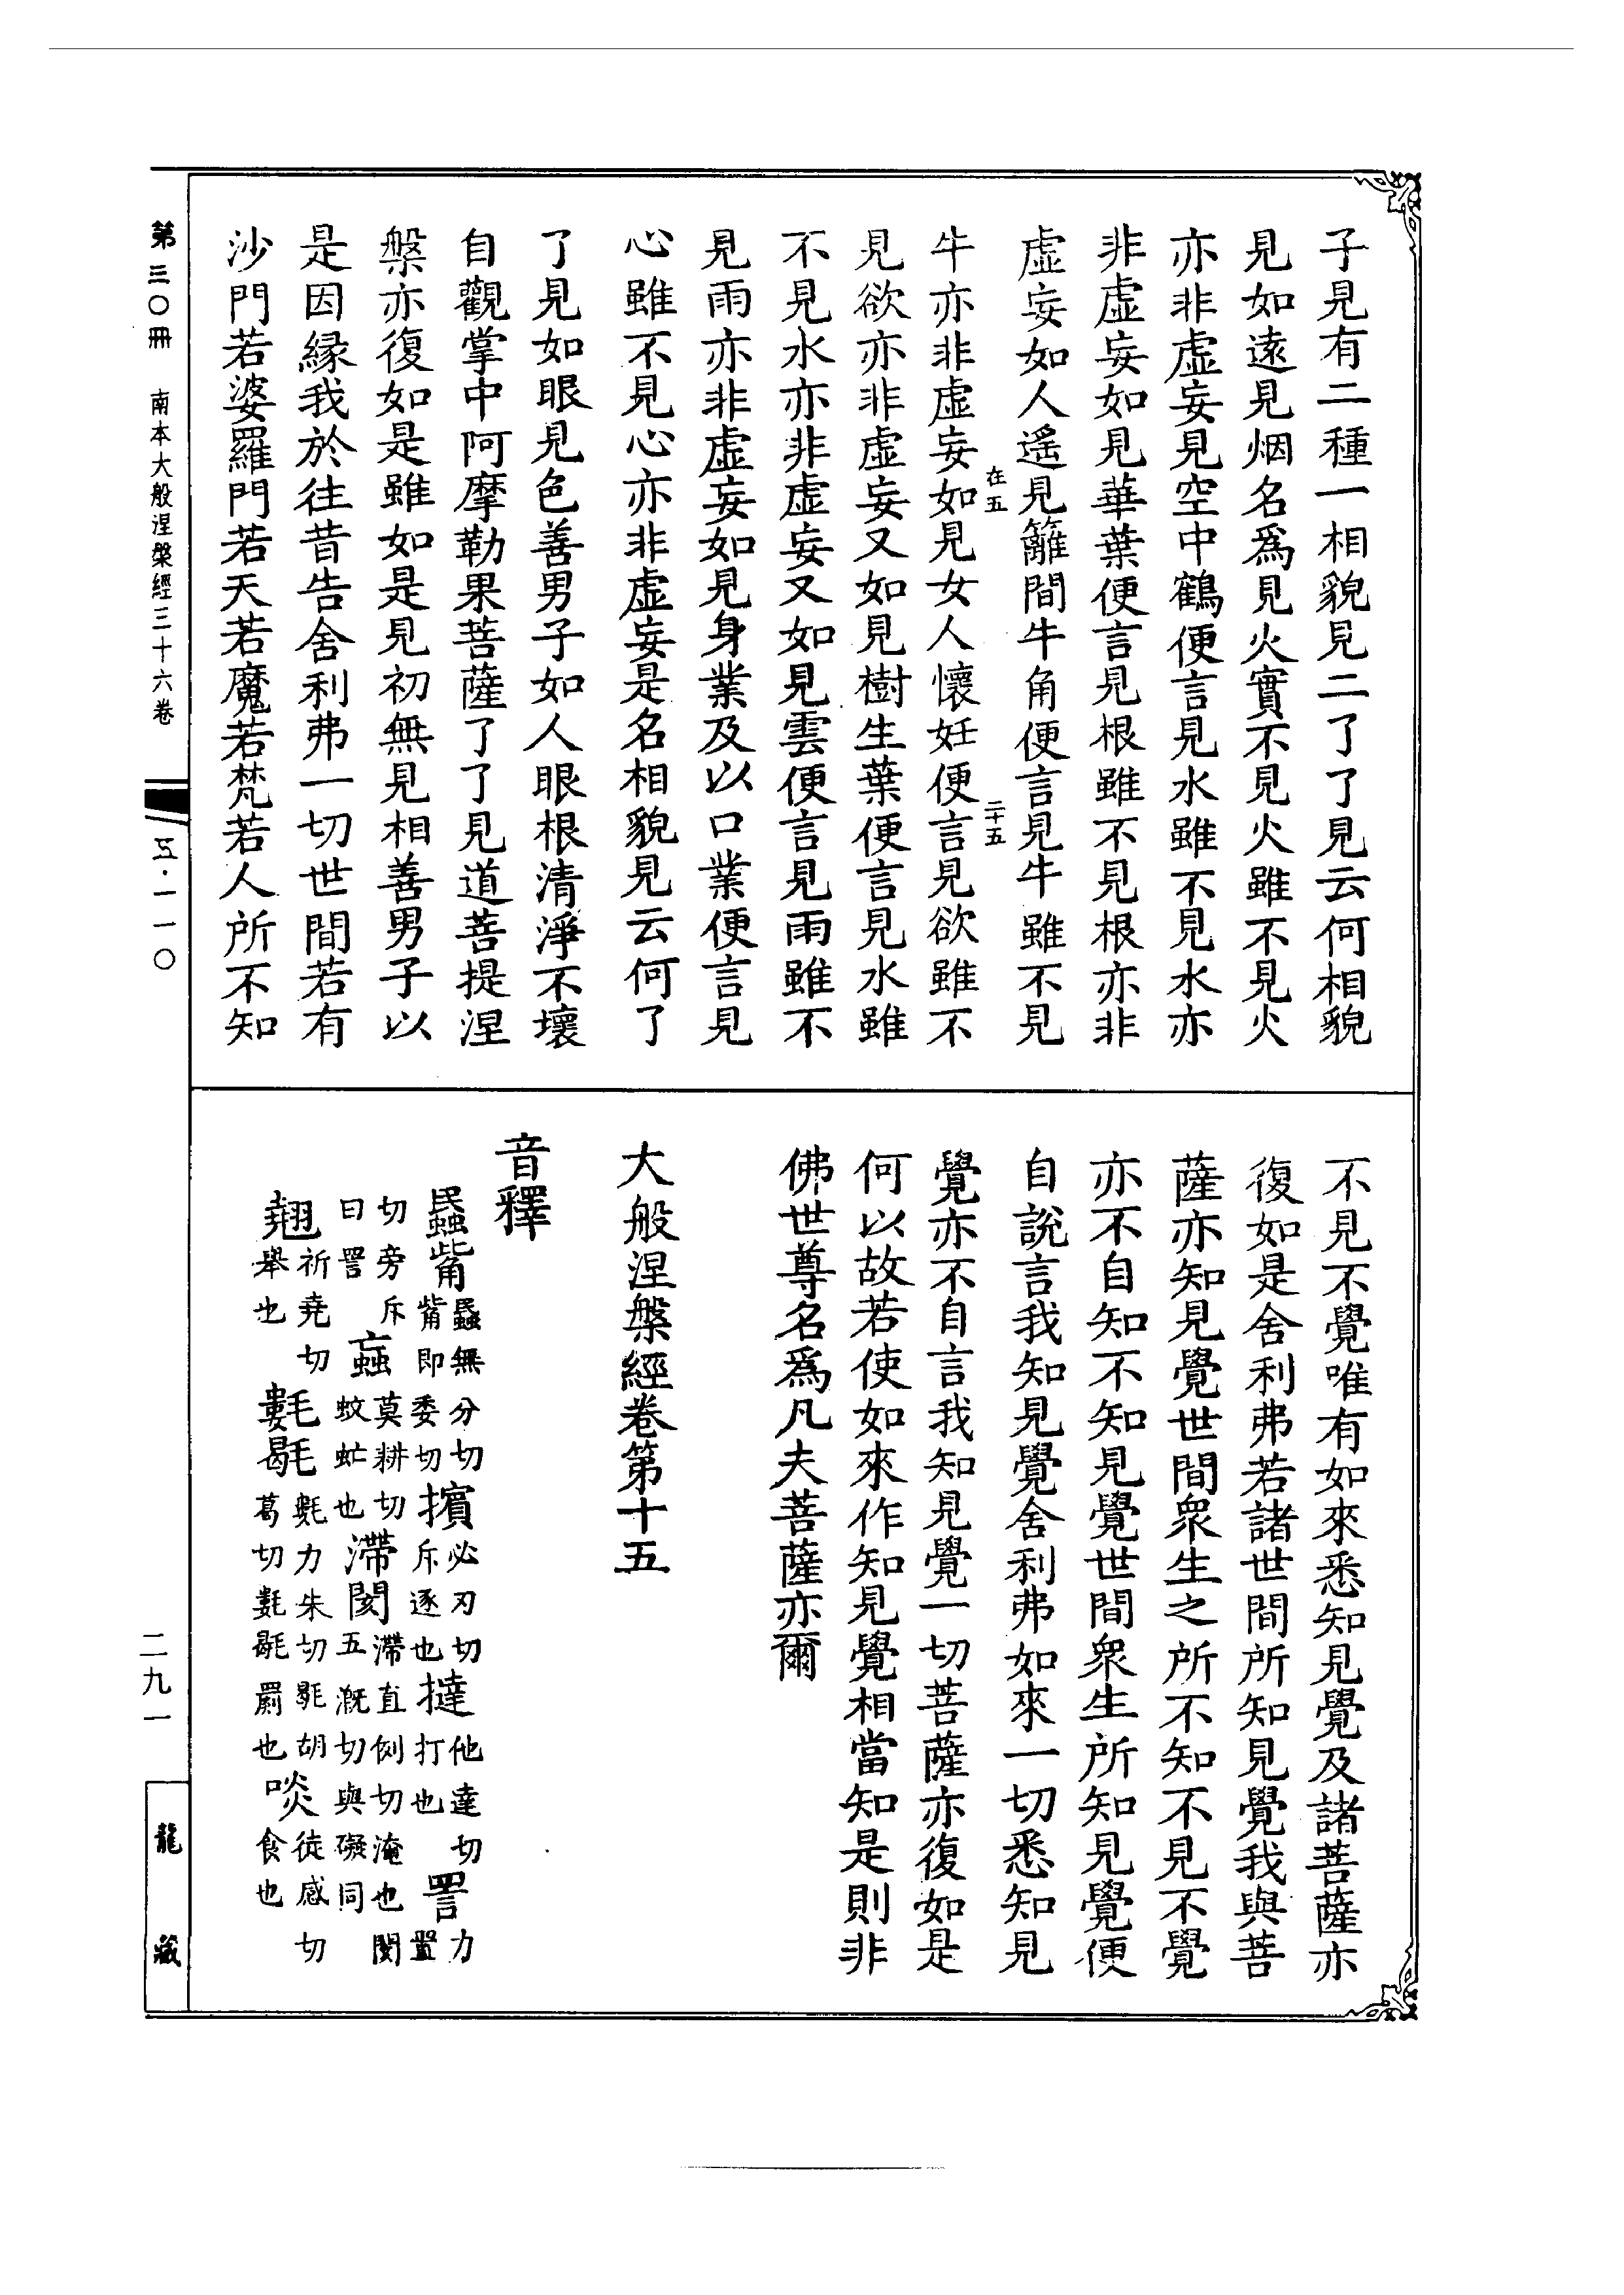 子見有二種一相貌見二了了見云何相貌
見如遠見烟名爲見火實不見火雖不見火
亦非虛妄見空中鶴便言見水雖不見水亦
非虛妄如見華葉便言見根雖不見根亦非
虛妄如人遙見籬間牛角便言見牛雖不見
在五 二十五
牛亦非虛妄如見女人懷妊便言見欲雖不
見欲亦非虛妄又如見樹生葉便言見水雖
不見水亦非虛妄又如見雲便言見雨雖不
見雨亦非虛妄如見身業及以口業便言見
心雖不見心亦非虛妄是名相貌見云何了
了見如眼見色善男子如人眼根清淨不壞
自觀掌中阿摩勒果菩薩了了見道菩提涅
槃亦復如是雖如是見初無見相善男子以
是因緣我於往昔告舍利弗一切世間若有
沙門若婆羅門若天若魔若梵若人所不知
不見不覺唯有如來悉知見覺及諸菩薩亦
復如是舍利弗若諸世間所知見覺我與菩
薩亦知見覺世間衆生之所不知不見不覺
亦不自知不知見覺世間衆生所知見覺便
自說言我知見覺舍利弗如來一切悉知見
覺亦不自言我知見覺一切菩薩亦復如是
何以故若使如來作知見覺相當知是則非
佛世尊名爲凡夫菩薩亦爾
大般涅槃經卷第十五
音釋
蟁觜 蟁無分切 觜即委切 擯 必刃切 斥逐也 撻 他達切 打也 詈 力置
切旁斥曰詈 蝱 莫耕切 蚊虻也 滯閡 滯直例切淹也閡五漑切與礙同
翹 祈堯切 舉也 氀毼 氀力朱切毼胡葛切氀毼罽也 啖 徒感切 食也
第三〇冊 南本大般涅槃經三十六卷
五·一一〇
二九一
龍藏